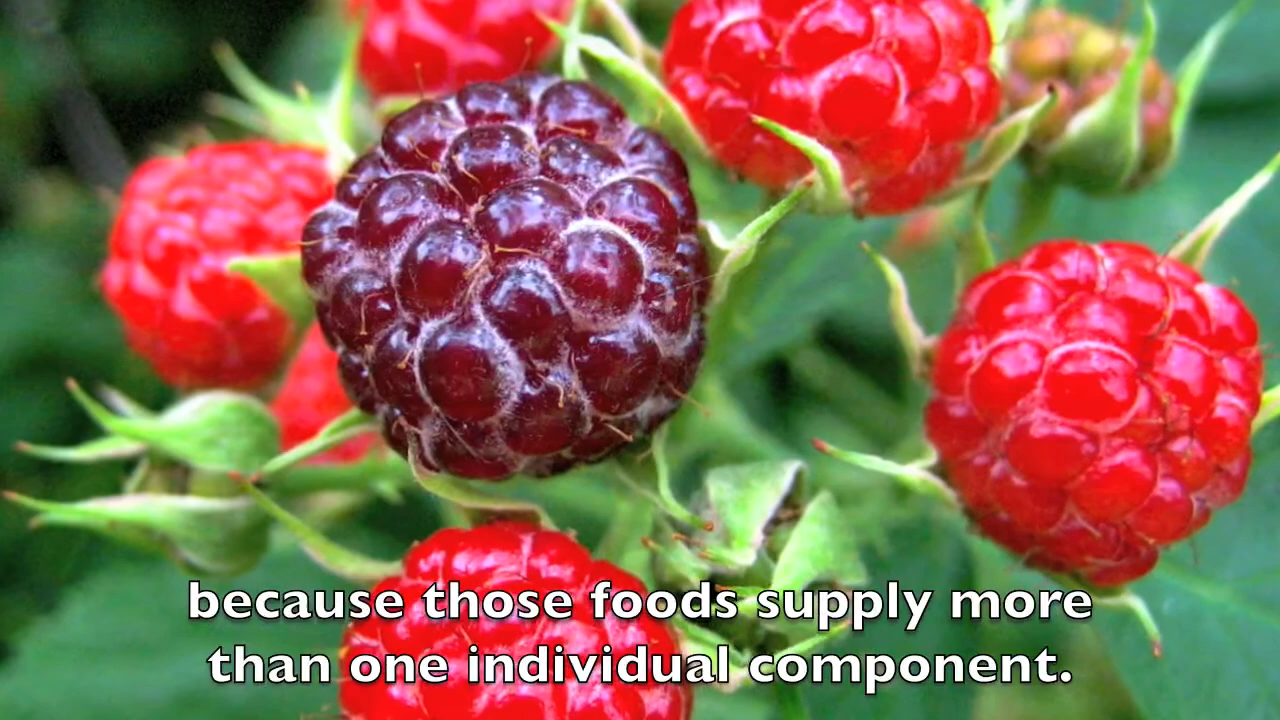 because those foods supply more
than one individual component.